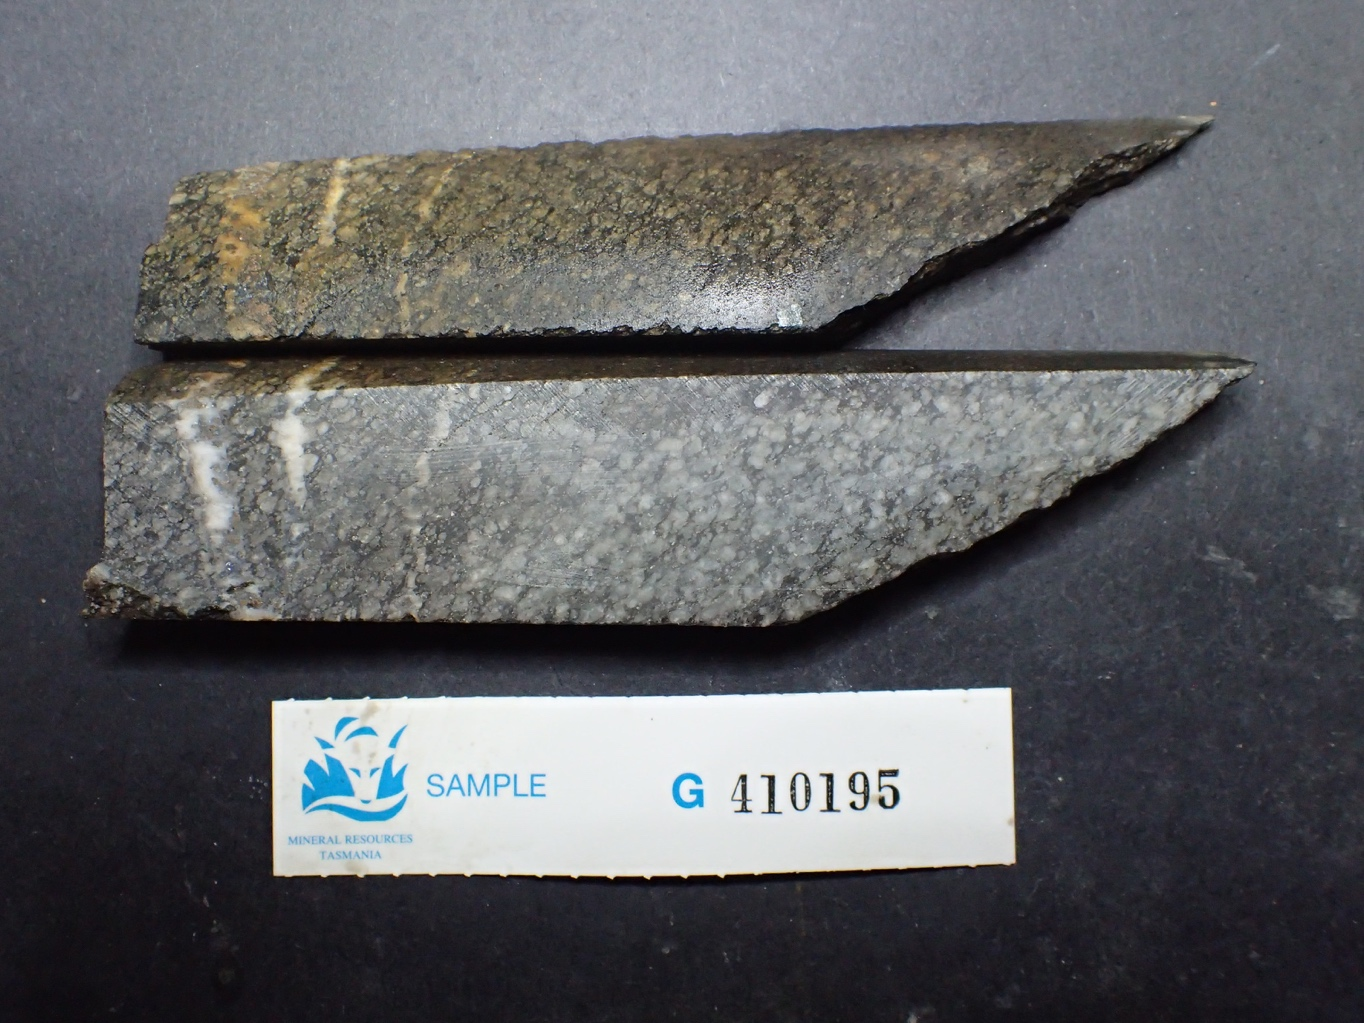 SAMPLE G 410195
MINERAL RESOURCES
TASMANIA